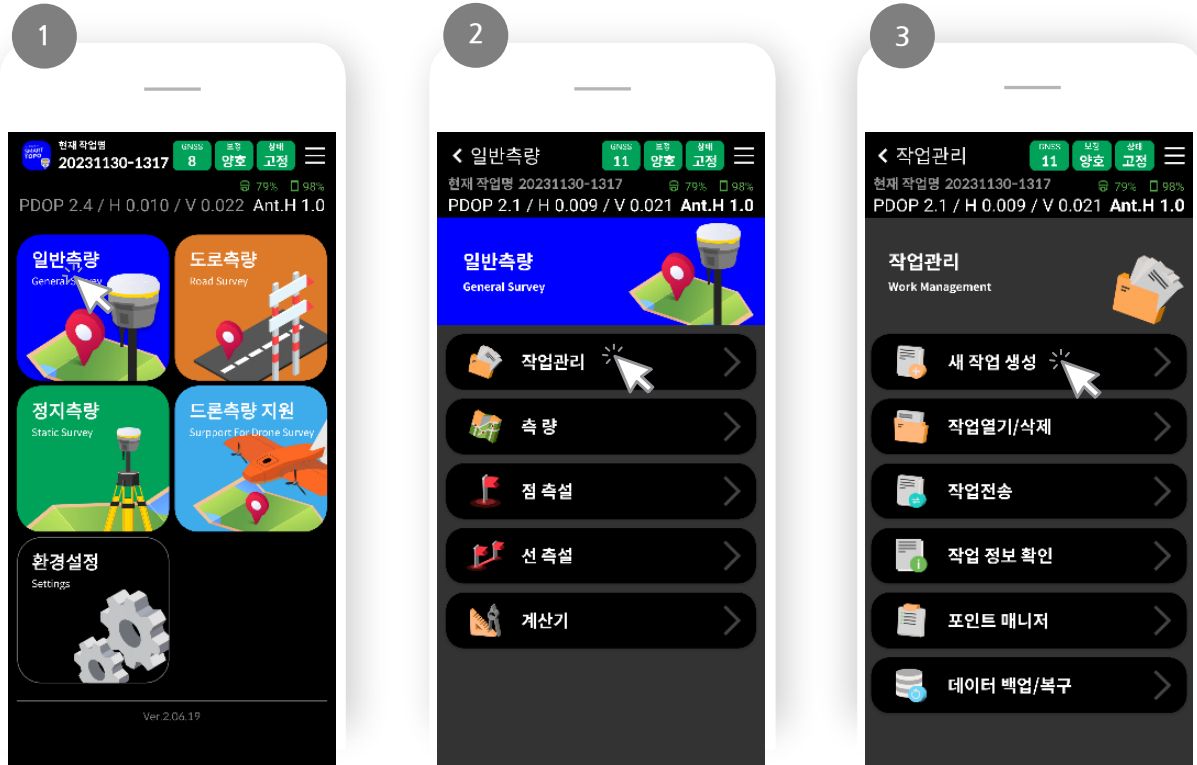 1
SMART
TOPO
현재 작업명
20231130-1317
GNSS
8
보정
양호
상태
고정
79% 98%
PDOP 2.4 / H 0.010 / V 0.022 Ant.H 1.0
일반측량
General Survey
도로측량
Road Survey
정지측량
Static Survey
드론측량 지원
Surpport For Drone Survey
환경설정
Settings
Ver.2.06.19
2
일반측량
GNSS
11
보정
양호
상태
고정
현재 작업명 20231130-1317 79% 98%
PDOP 2.1 / H 0.009 / V 0.021 Ant.H 1.0
일반측량
General Survey
작업관리
측 량
점 측설
선 측설
계산기
3
작업관리
GNSS
11
보정
양호
상태
고정
현재 작업명 20231130-1317 79% 98%
PDOP 2.1 / H 0.009 / V 0.021 Ant.H 1.0
작업관리
Work Management
새 작업 생성
작업열기/삭제
작업전송
작업 정보 확인
포인트 매니저
데이터 백업/복구